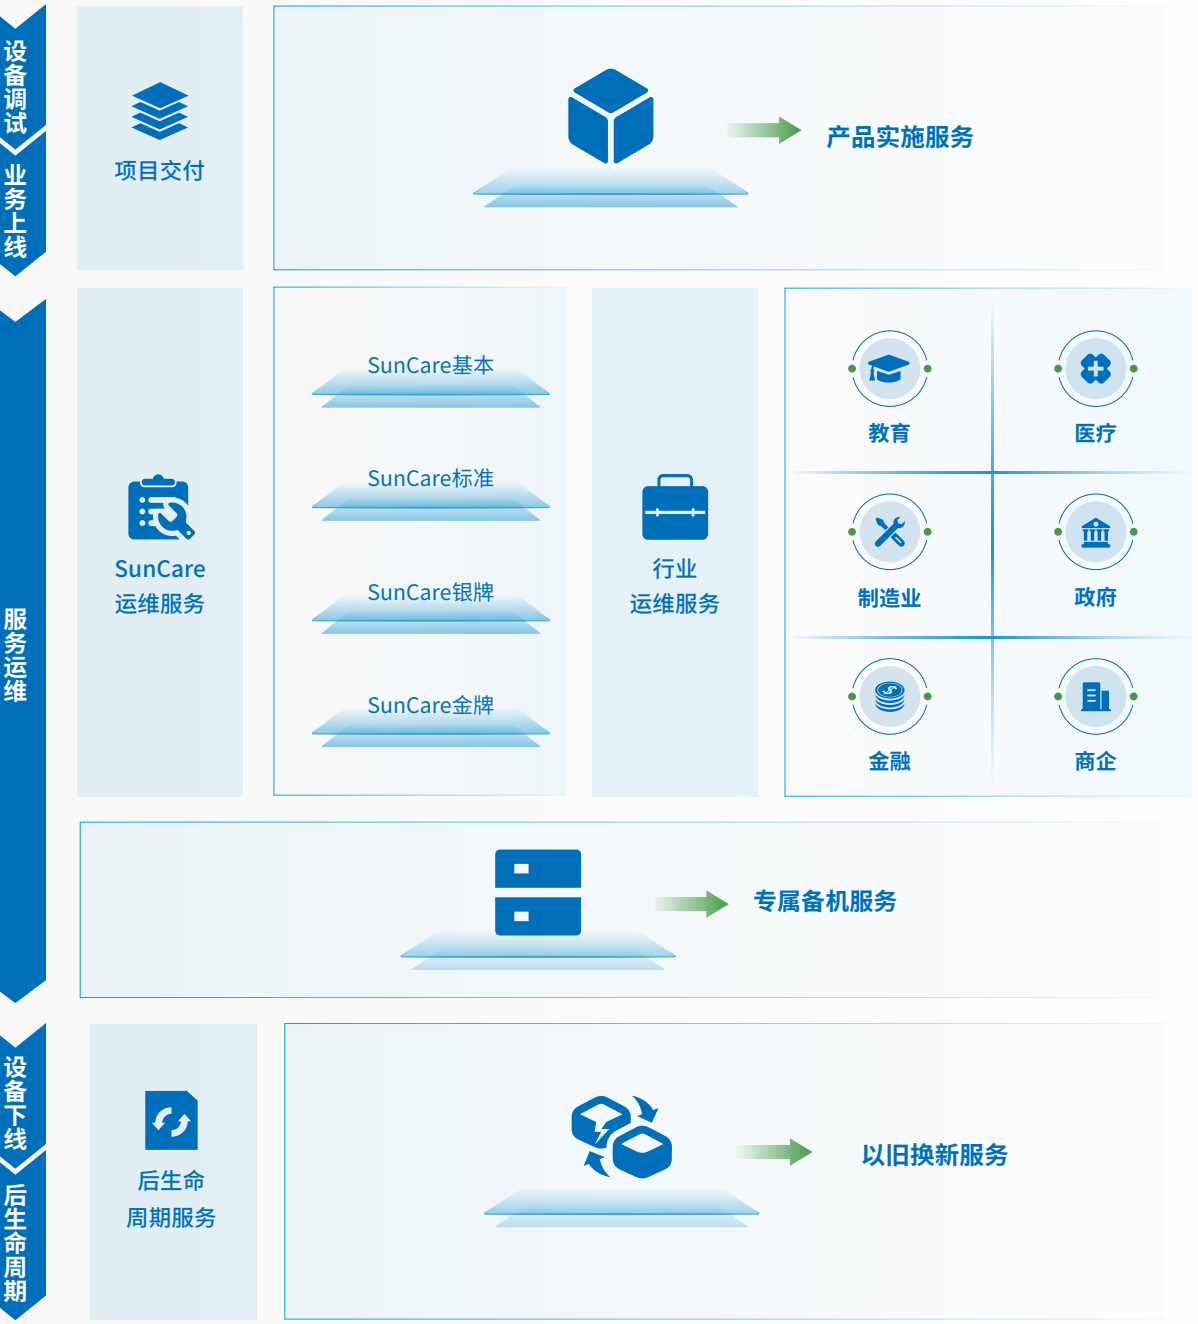 设备调试
业务上线
项目交付
产品实施服务
服务运维
SunCare
运维服务
SunCare基本
SunCare标准
SunCare银牌
SunCare金牌
行业
运维服务
教育
医疗
制造业
政府
金融
商企
专属备机服务
设备下线
后生命周期
后生命
周期服务
以旧换新服务